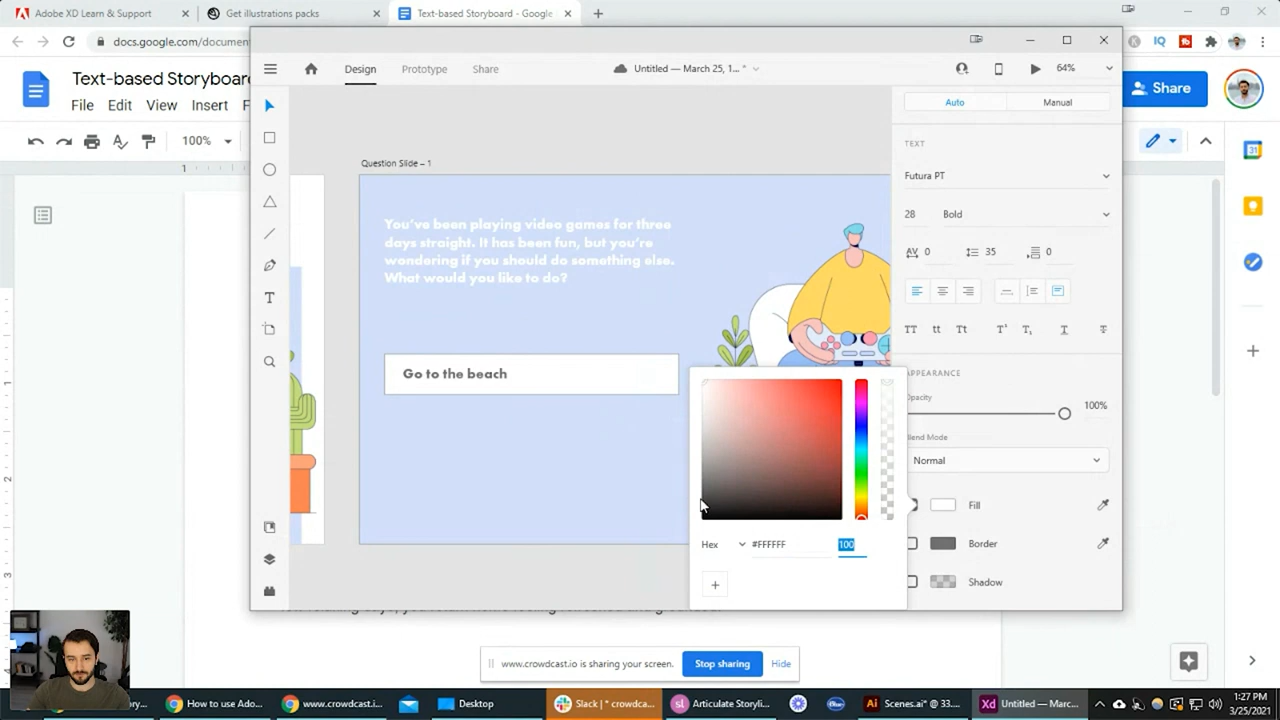 Adobe XD Learn & Support
Get illustrations packs
Text-based Storyboard - Google
docs.google.com/documen
Text-based Storyboard
File Edit View Insert
100%
Share
Design Prototype Share
Untitled — March 25, 1... *
64%
Auto Manual
Question Slide – 1
TEXT
Futura PT
You've been playing video games for three
days straight. It has been fun, but you're
wondering if you should do something else.
What would you like to do?
28 Bold
0 35 0
TT tt Tt
Go to the beach
APPEARANCE
Opacity
100%
Blend Mode
Normal
Fill
Hex #FFFFFF 100
Border
Shadow
www.crowdcast.io is sharing your screen. Stop sharing Hide
How to use Ado...
www.crowdcast.io...
Desktop
Slack | * crowdca...
Articulate Storyli...
Scenes.ai* @ 33....
Untitled — Marc...
1:27 PM
3/25/2021